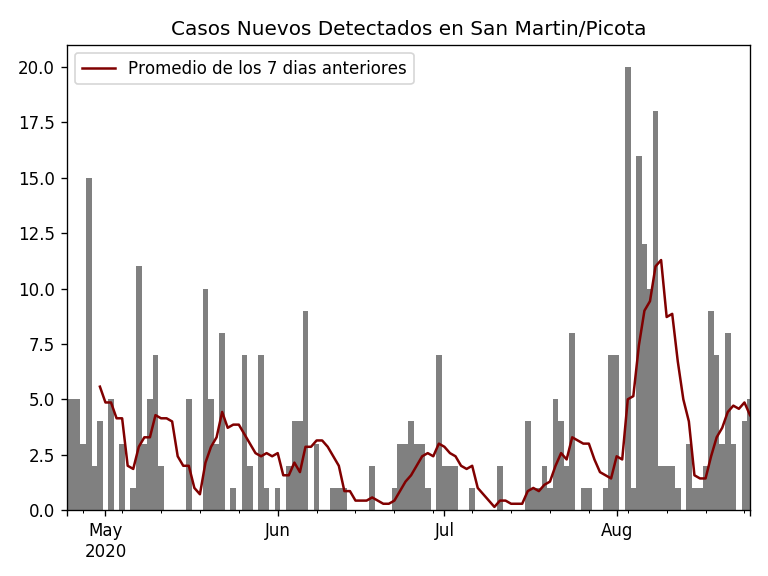 Casos Nuevos Detectados en San Martin/Picota
Promedio de los 7 dias anteriores
20.0
17.5
15.0
12.5
10.0
7.5
5.0
2.5
0.0
May
2020
Jun
Jul
Aug